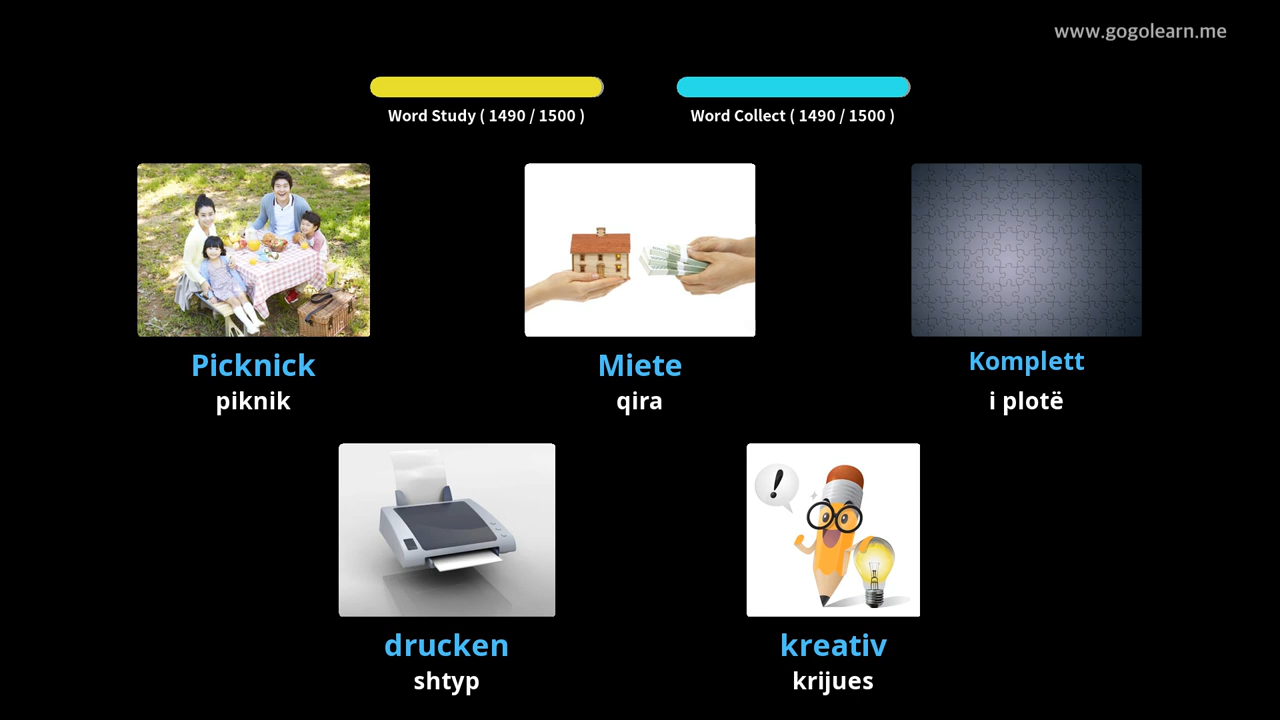 www.gogolearn.me
Word Study ( 1490 / 1500 )
Word Collect ( 1490 / 1500 )
Picknick
piknik
Miete
qira
Komplett
i plotë
drucken
shtyp
kreativ
krijues